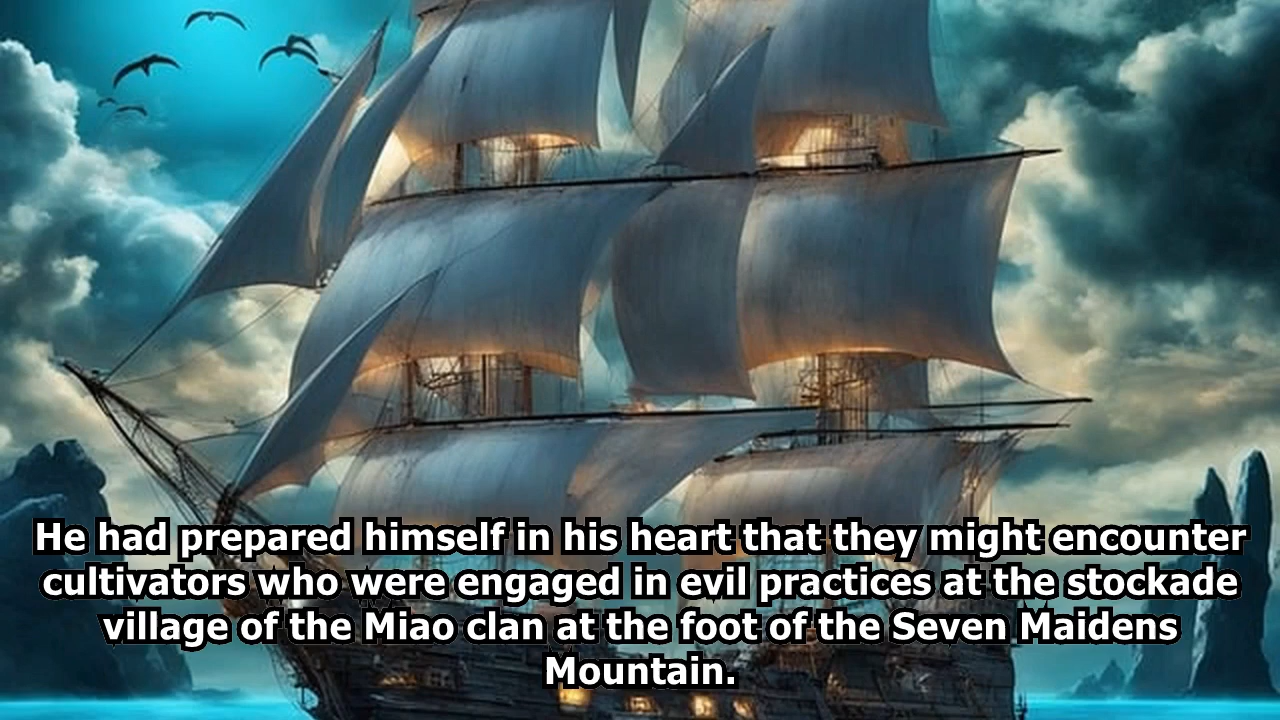 He had prepared himself in his heart that they might encounter
cultivators who were engaged in evil practices at the stockade
village of the Miao clan at the foot of the Seven Maidens
Mountain.